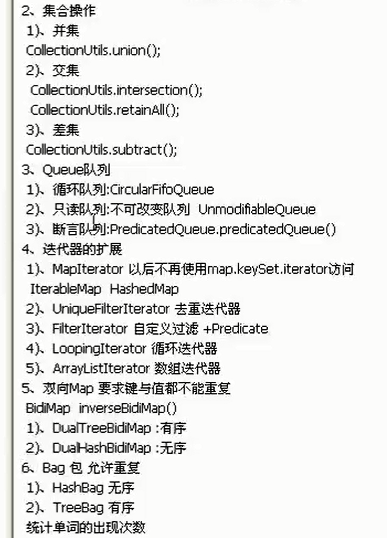 2、集合操作
1)、并集
CollectionUtils.union();
2)、交集
CollectionUtils.intersection();
CollectionUtils.retainAll();
3)、差集
CollectionUtils.subtract();
3、Queue队列
1)、循环队列:CircularFifoQueue
2)、只读队列:不可改变队列 UnmodifiableQueue
3)、断言队列:PredicatedQueue.predicatedQueue()
4、迭代器的扩展
1)、MapIterator 以后不再使用map.keySet.iterator访问
IterableMap HashedMap
2)、UniqueFilterIterator 去重迭代器
3)、FilterIterator 自定义过滤 +Predicate
4)、LoopingIterator 循环迭代器
5)、ArrayListIterator 数组迭代器
5、双向Map 要求键与值都不能重复
BidiMap inverseBidiMap()
1)、DualTreeBidiMap :有序
2)、DualHashBidiMap :无序
6、Bag 包 允许重复
1)、HashBag 无序
2)、TreeBag 有序
统计单词的出现次数